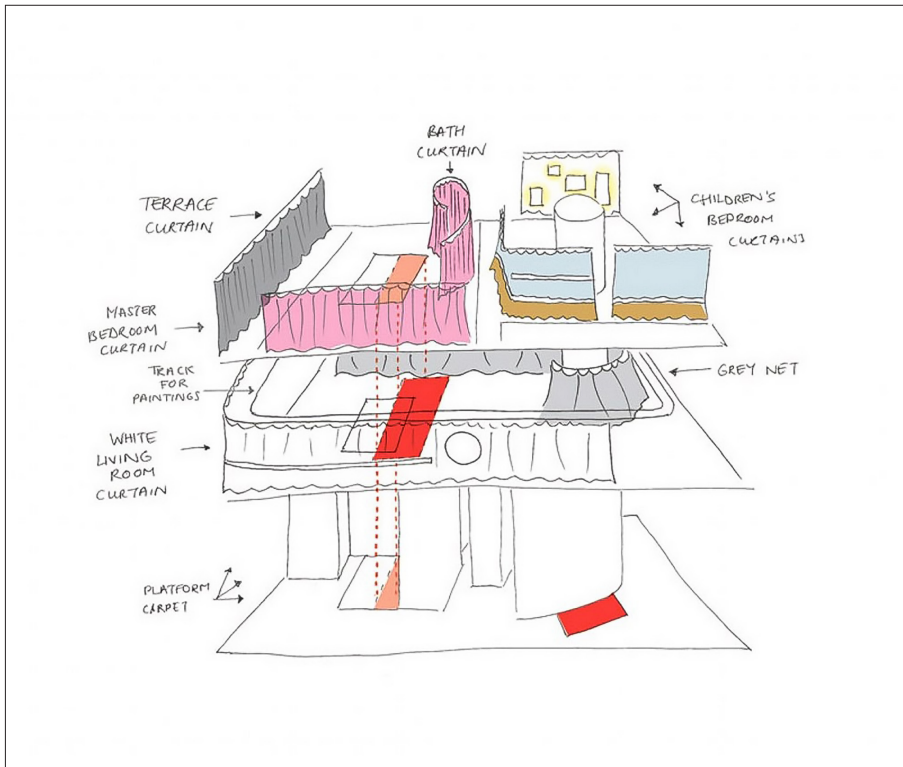 BATH
CURTAIN
TERRACE
CURTAIN
CHILDREN'S
BEDROOM
CURTAINS
MASTER
BEDROOM
CURTAIN
TRACK
FOR
PAINTINGS
GREY NET
WHITE
LIVING
ROOM
CURTAIN
PLATFORM
CARPET